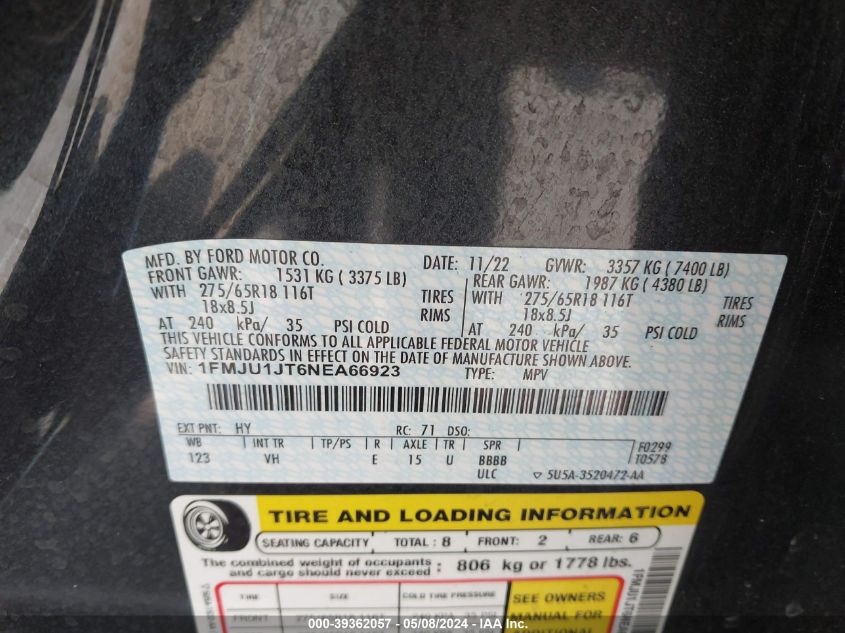 MFD. BY FORD MOTOR CO. DATE: 11/22 GVWR: 3357 KG ( 7400 LB)
FRONT GAWR: 1531 KG ( 3375 LB) REAR GAWR: 1987 KG ( 4380 LB)
WITH 275/65R18 116T TIRES WITH 275/65R18 116T TIRES
18x8.5J RIMS 18x8.5J RIMS
AT 240 kPa/ 35 PSI COLD AT 240 kPa/ 35 PSI COLD
THIS VEHICLE CONFORMS TO ALL APPLICABLE FEDERAL MOTOR VEHICLE
SAFETY STANDARDS IN EFFECT ON THE DATE OF MANUFACTURE SHOWN ABOVE.
VIN: 1FMJU1JT6NEA66923 TYPE: MPV
EXT PNT: HY RC: 71 DSO:
WB INT TR TP/PS R AXLE TR SPR F0299
123 VH E 15 U BBBB T0578
ULC ▽ 5U5A-3520472-AA
TIRE AND LOADING INFORMATION
SEATING CAPACITY TOTAL : 8 FRONT: 2 REAR: 6
The combined weight of occupants
and cargo should never exceed : 806 kg or 1778 lbs.
TIRE SIZE COLD TIRE PRESSURE SEE OWNERS
FRONT MANUAL FOR
ADDITIONAL
000-39362057 - 05/08/2024 - IAA Inc.